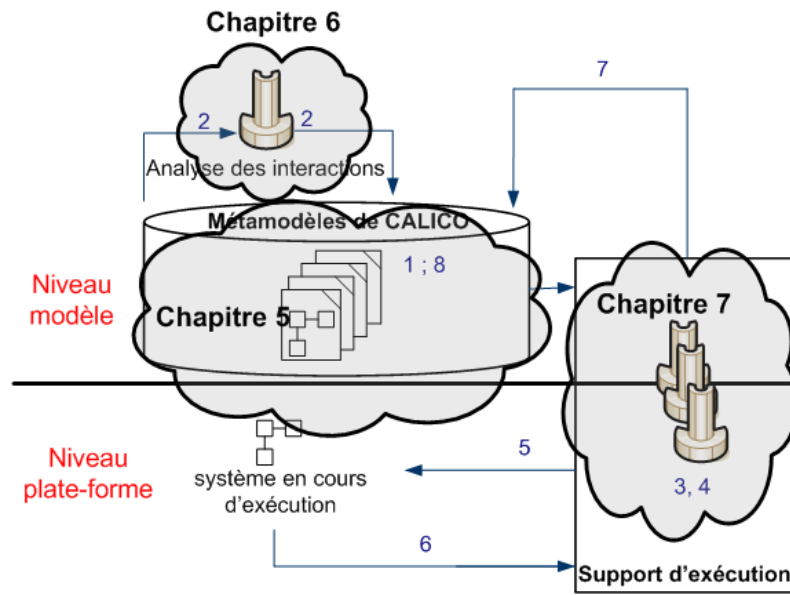 Chapitre 6
7
2
2
Analyse des interactions
Métamodèles de CALICO
1 ; 8
Niveau
modèle
Chapitre 5
Chapitre 7
Niveau
plate-forme
système en cours
d'exécution
5
3, 4
6
Support d'exécution